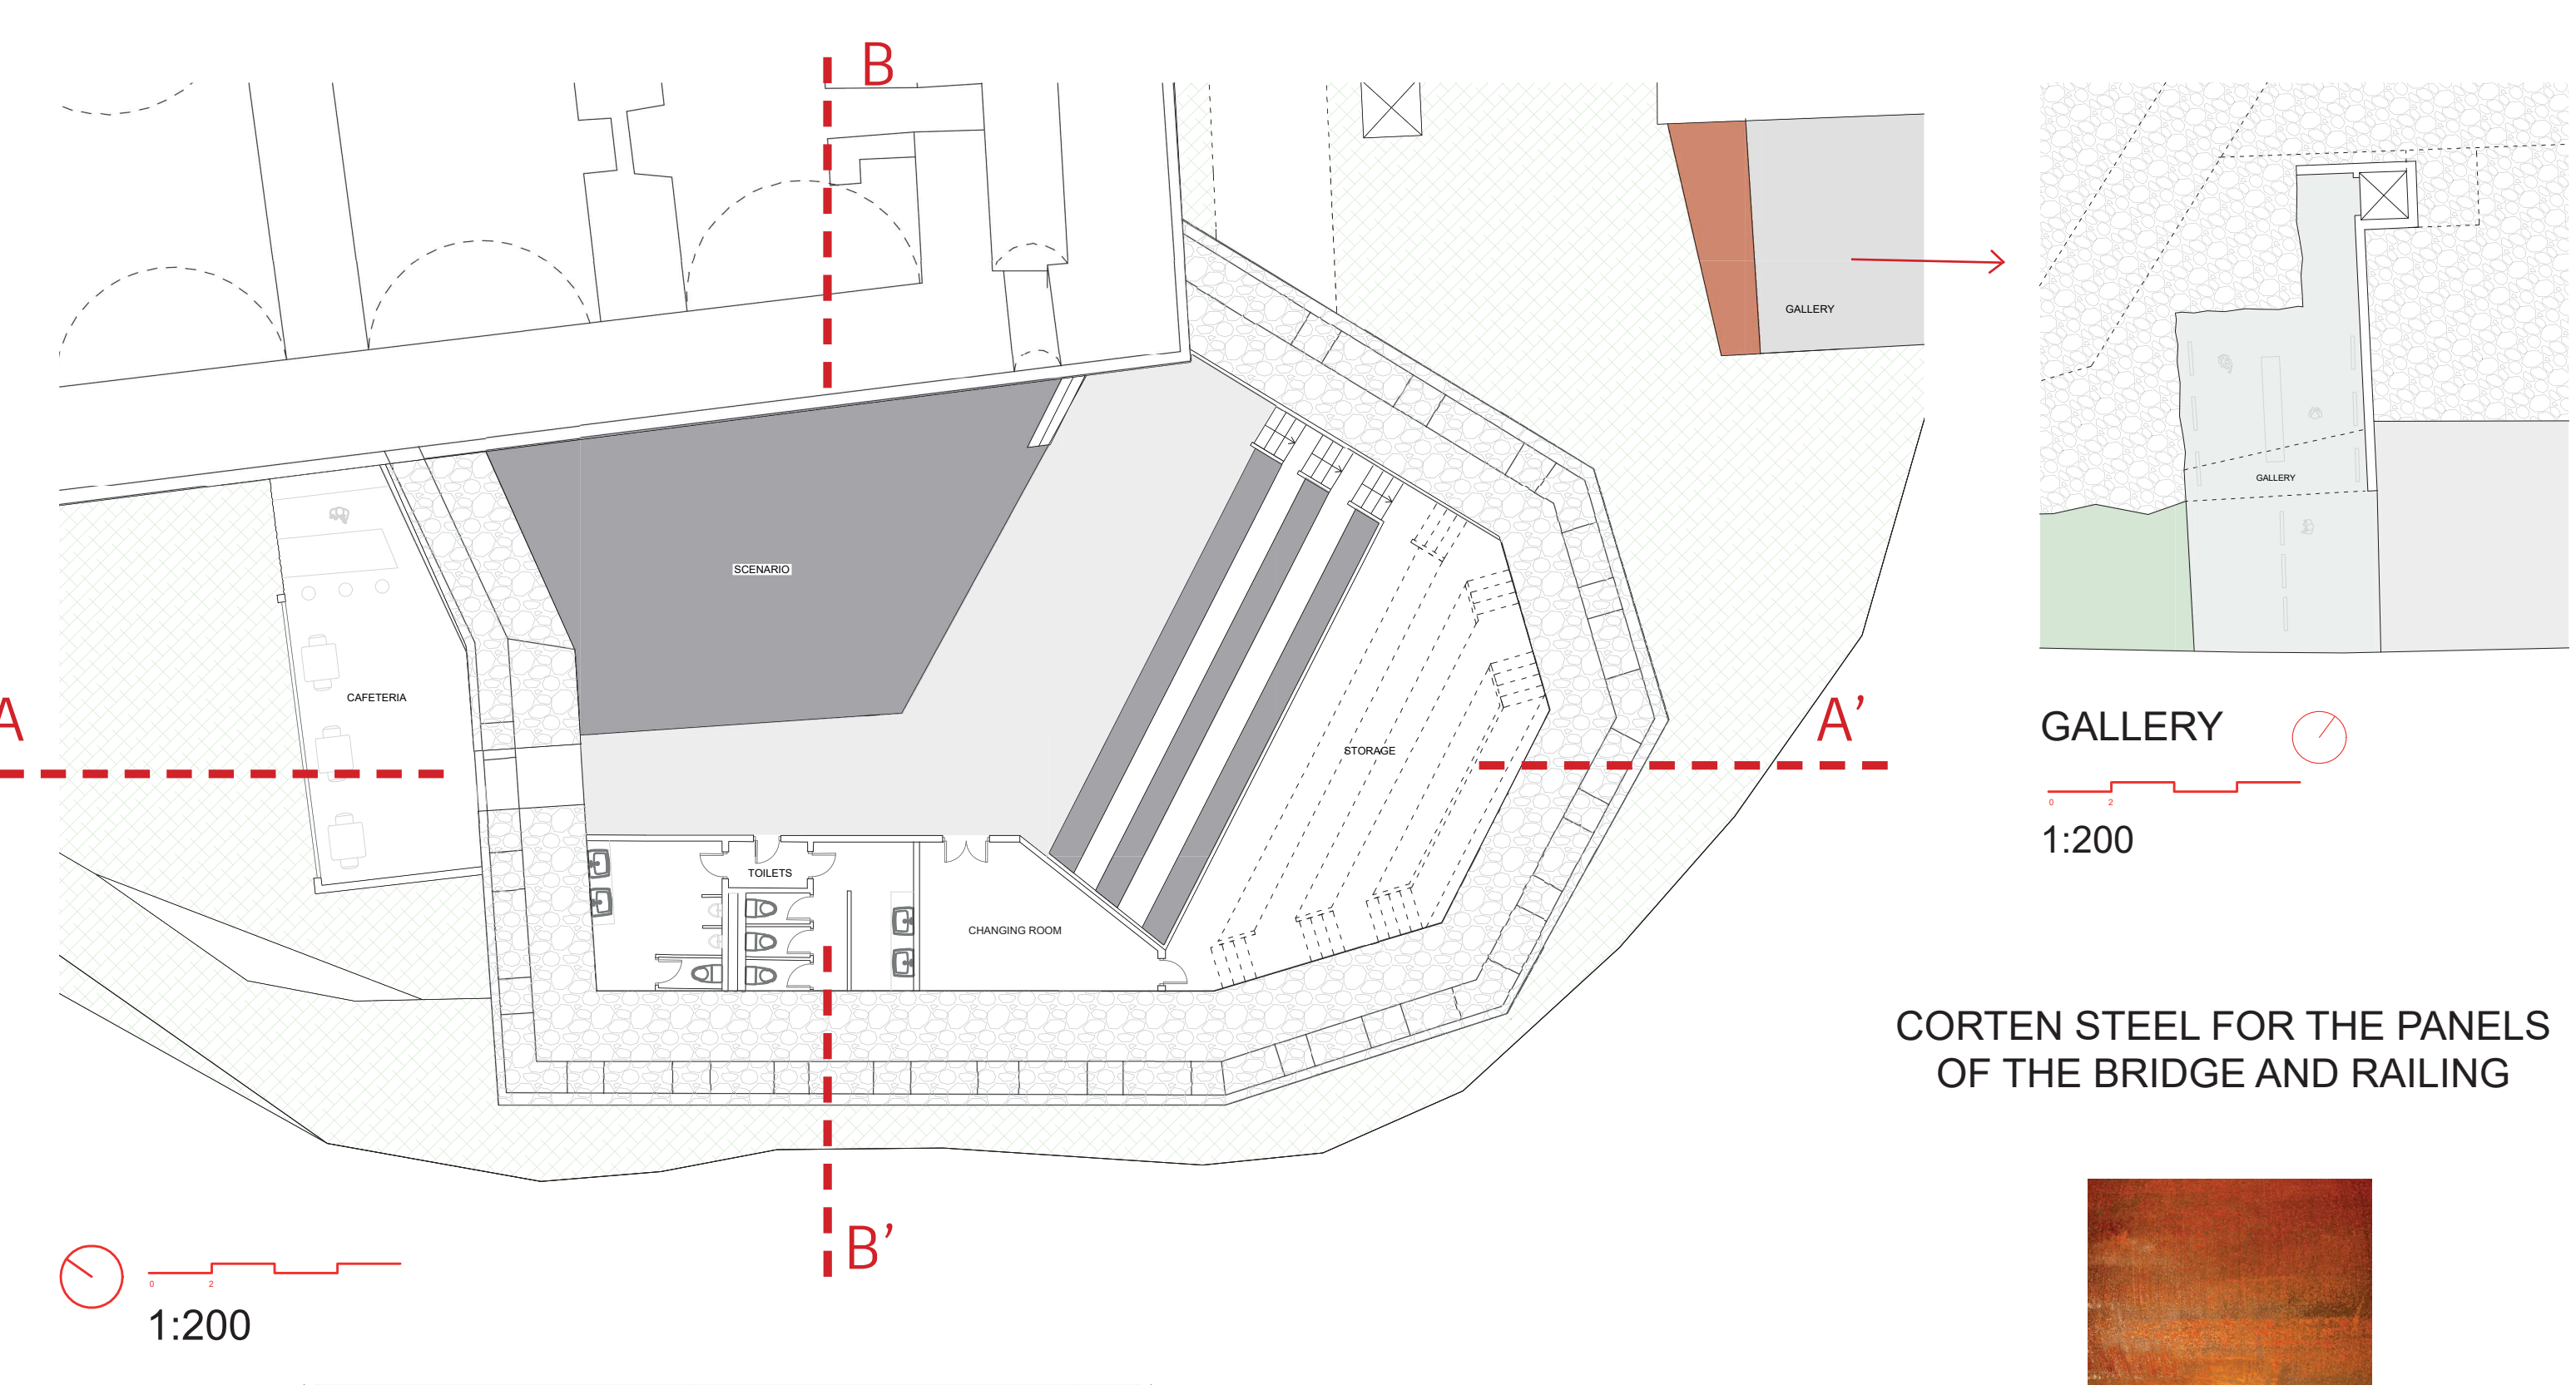 B
GALLERY
SCENARIO
GALLERY
CAFETERIA
A
A’
GALLERY
STORAGE
0 2
1:200
TOILETS
CHANGING ROOM
CORTEN STEEL FOR THE PANELS
OF THE BRIDGE AND RAILING
B’
0 2
1:200